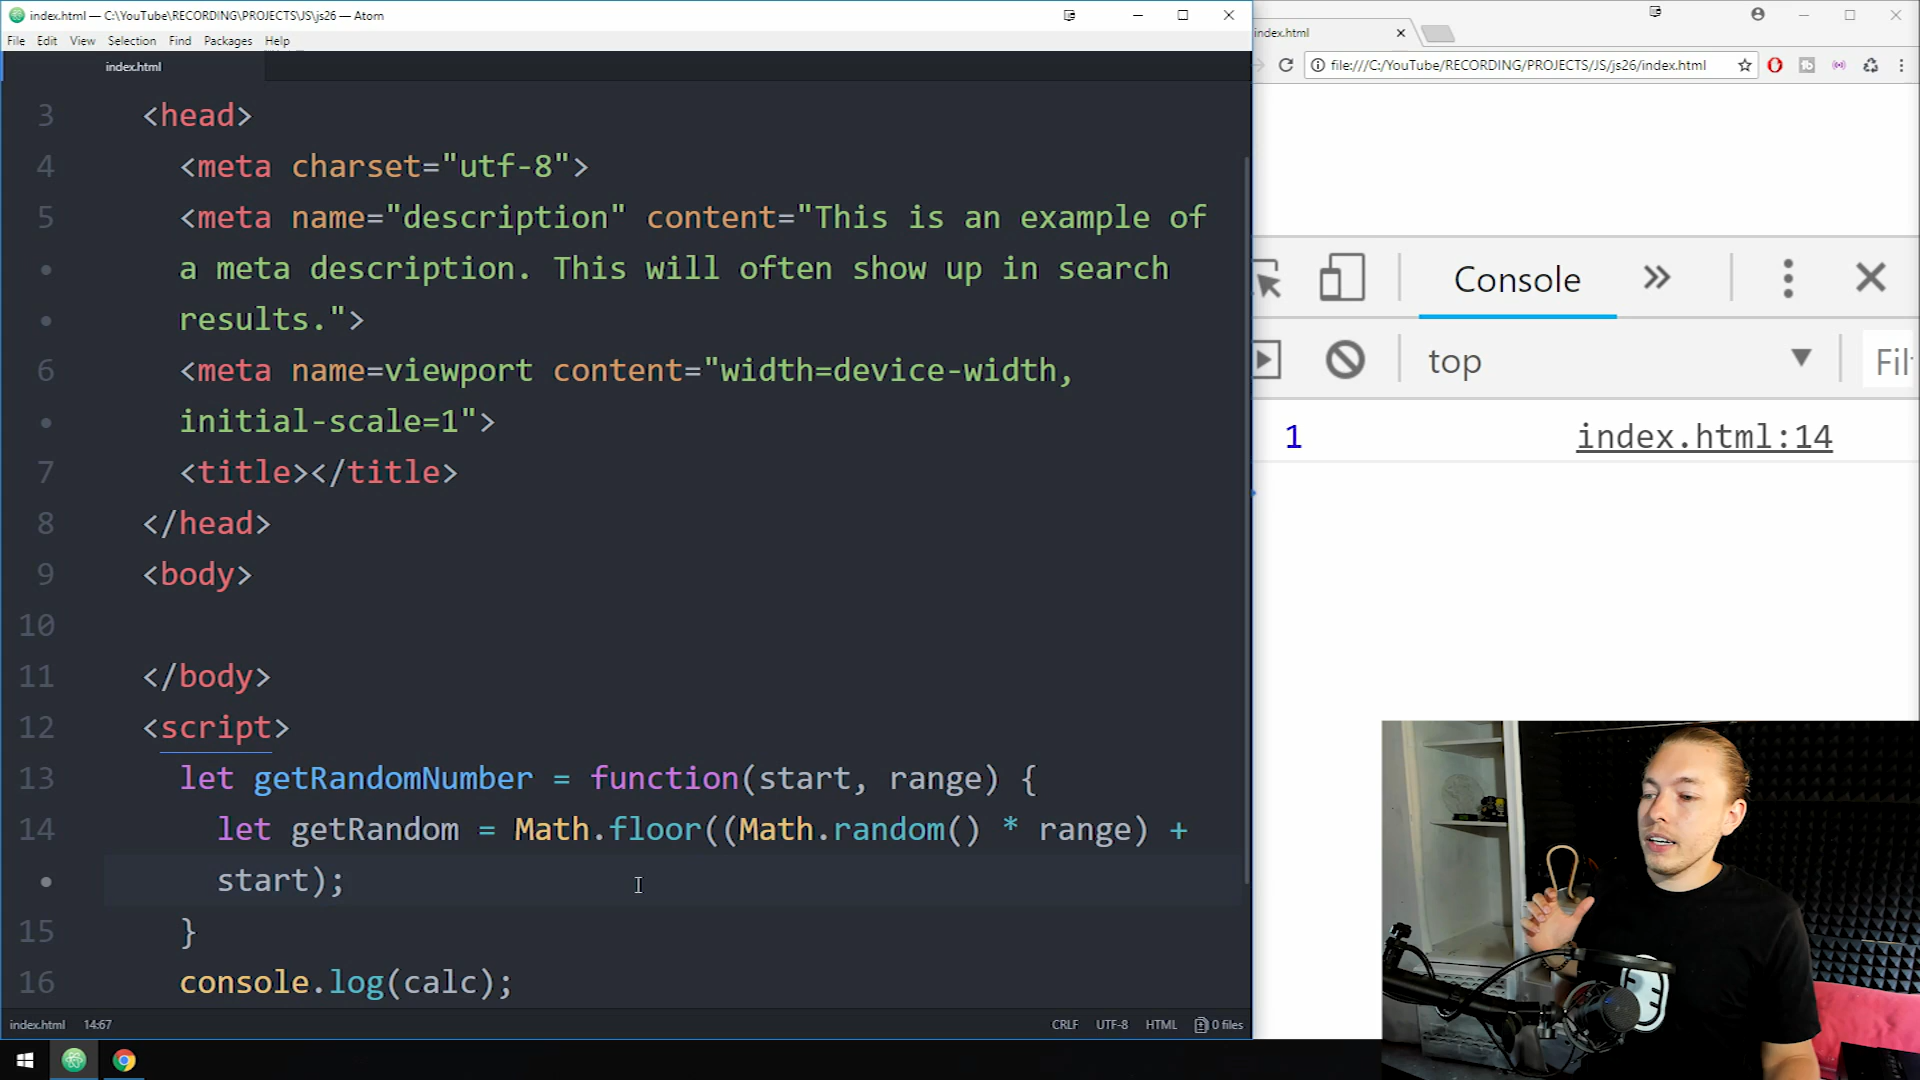 index.html — C:\YouTube\RECORDING\PROJECTS\JS\js26 — Atom
File Edit View Selection Find Packages Help
index.html
3 <head>
4 <meta charset="utf-8">
5 <meta name="description" content="This is an example of
a meta description. This will often show up in search
results.">
6 <meta name=viewport content="width=device-width,
initial-scale=1">
7 <title></title>
8 </head>
9 <body>
10
11 </body>
12 <script>
13 let getRandomNumber = function(start, range) {
14 let getRandom = Math.floor((Math.random() * range) +
start);
15 }
16 console.log(calc);
index.html 14:67
CRLF UTF-8 HTML 0 files
index.html
file:///C:/YouTube/RECORDING/PROJECTS/JS/js26/index.html
Console
top
Fil
1 index.html:14